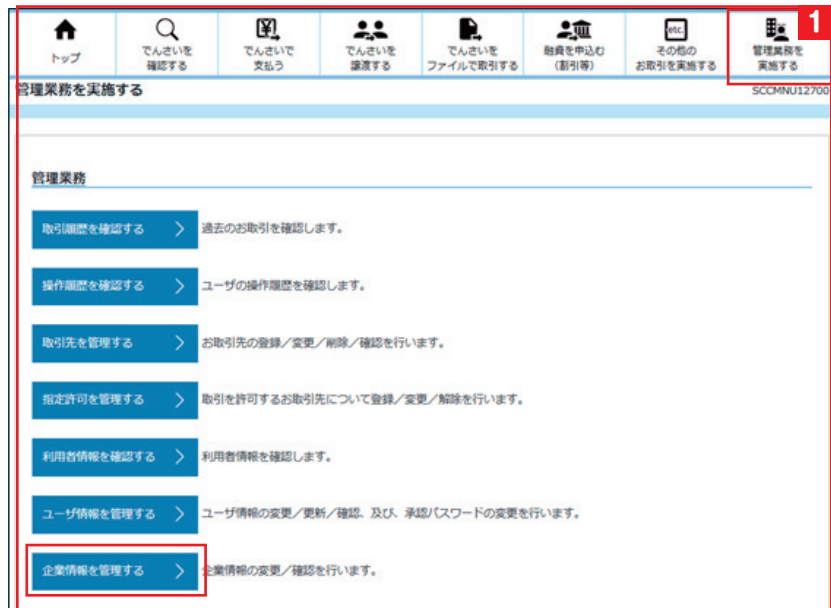 1
トップ
でんさいを
確認する
でんさいで
支払う
でんさいを
譲渡する
でんさいを
ファイルで取引する
融資を申込む
(割引等)
etc.
その他の
お取引を実施する
管理業務を
実施する
管理業務を実施する
SCCMNU12700
管理業務
取引履歴を確認する
過去のお取引を確認します。
操作履歴を確認する
ユーザの操作履歴を確認します。
取引先を管理する
お取引先の登録/変更/削除/確認を行います。
指定許可を管理する
取引を許可するお取引先について登録/変更/解除を行います。
利用者情報を確認する
利用者情報を確認します。
ユーザ情報を管理する
ユーザ情報の変更/更新/確認、及び、承認パスワードの変更を行います。
企業情報を管理する
企業情報の変更/確認を行います。